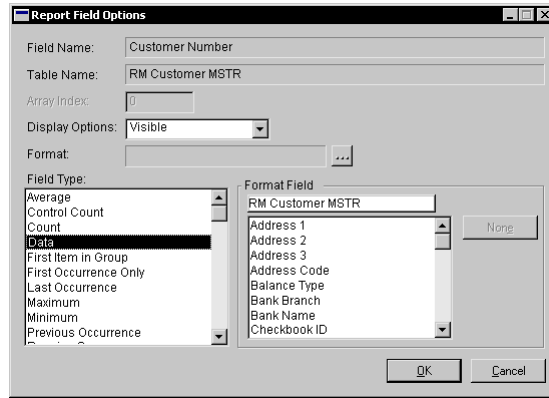 Report Field Options
Field Name: Customer Number
Table Name: RM Customer MSTR
Array Index: 0
Display Options: Visible
Format: ...
Field Type:
Average
Control Count
Count
Data
First Item in Group
First Occurrence Only
Last Occurrence
Maximum
Minimum
Previous Occurrence
Format Field
RM Customer MSTR
Address 1
Address 2
Address 3
Address Code
Balance Type
Bank Branch
Bank Name
Checkbook ID
None
OK Cancel